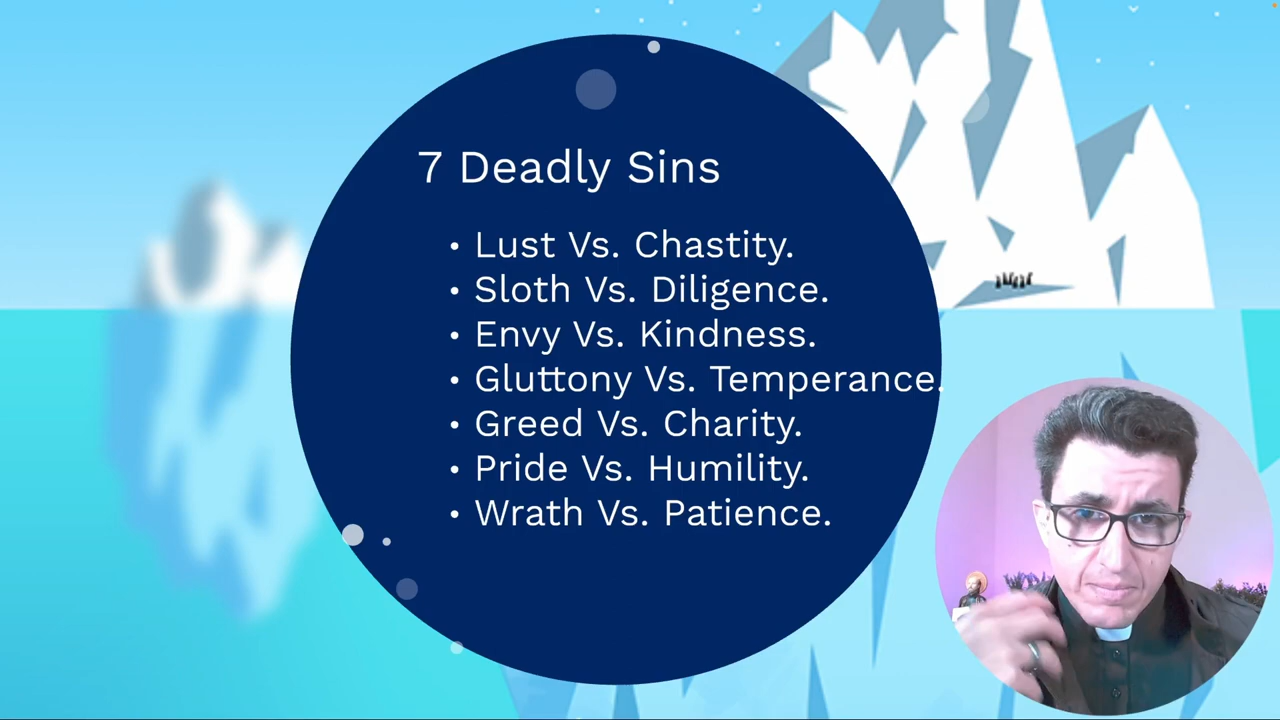 7 Deadly Sins
• Lust Vs. Chastity.
• Sloth Vs. Diligence.
• Envy Vs. Kindness.
• Gluttony Vs. Temperance.
• Greed Vs. Charity.
• Pride Vs. Humility.
• Wrath Vs. Patience.